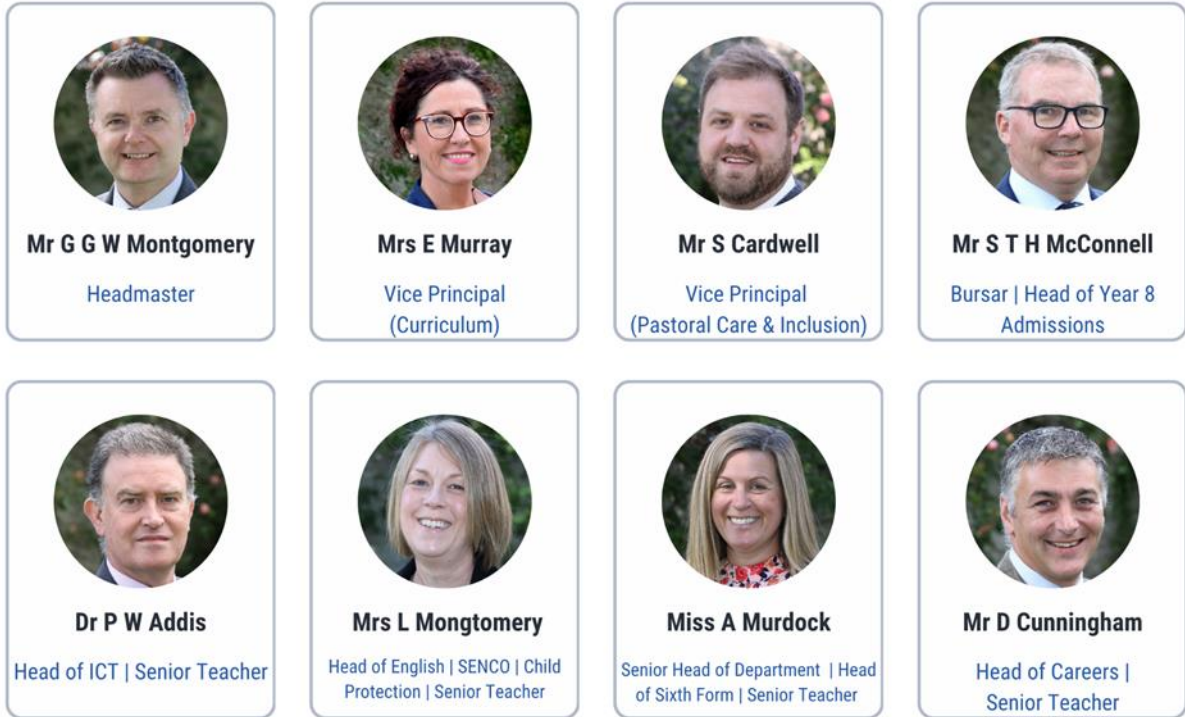 Mr G G W Montgomery
Headmaster
Mrs E Murray
Vice Principal
(Curriculum)
Mr S Cardwell
Vice Principal
(Pastoral Care & Inclusion)
Mr S T H McConnell
Bursar | Head of Year 8
Admissions
Dr P W Addis
Head of ICT | Senior Teacher
Mrs L Mongtomery
Head of English | SENCO | Child
Protection | Senior Teacher
Miss A Murdock
Senior Head of Department | Head
of Sixth Form | Senior Teacher
Mr D Cunningham
Head of Careers |
Senior Teacher